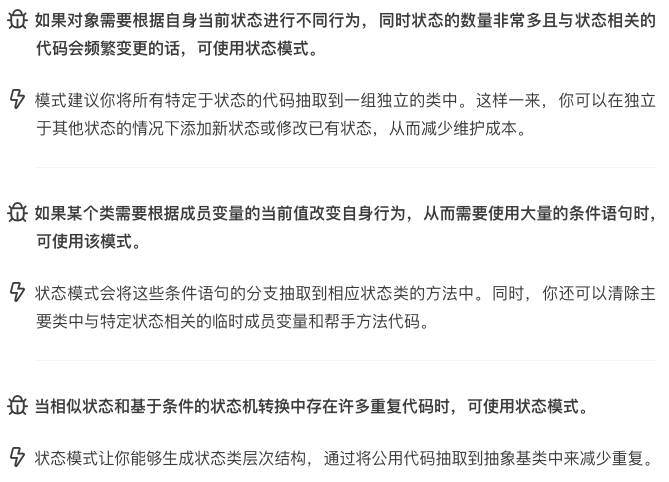 如果对象需要根据自身当前状态进行不同行为，同时状态的数量非常多且与状态相关的
代码会频繁变更的话，可使用状态模式。
模式建议你将所有特定于状态的代码抽取到一组独立的类中。这样一来，你可以在独立
于其他状态的情况下添加新状态或修改已有状态，从而减少维护成本。
如果某个类需要根据成员变量的当前值改变自身行为，从而需要使用大量的条件语句时，
可使用该模式。
状态模式会将这些条件语句的分支抽取到相应状态类的方法中。同时，你还可以清除主
要类中与特定状态相关的临时成员变量和帮手方法代码。
当相似状态和基于条件的状态机转换中存在许多重复代码时，可使用状态模式。
状态模式让你能够生成状态类层次结构，通过将公用代码抽取到抽象基类中来减少重复。